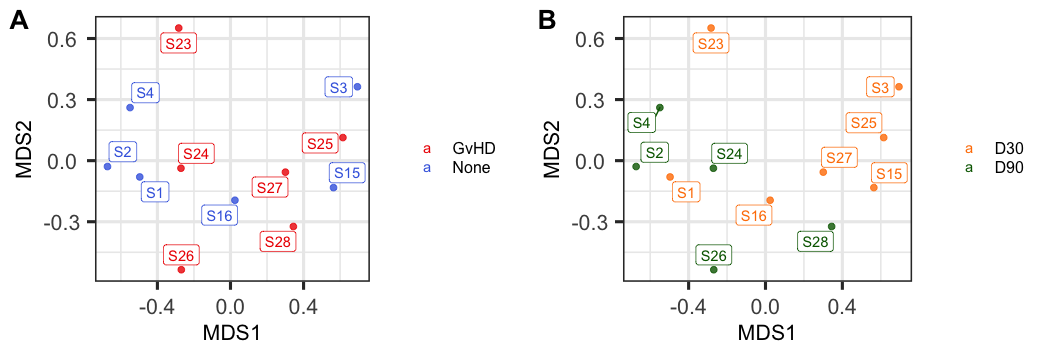 A
MDS2
0.6
0.3
0.0
-0.3
S23
S4
S3
S25
S2
S24
S15
S27
S1
S16
S28
S26
-0.4
0.0
0.4
MDS1
a GvHD
a None
B
MDS2
0.6
0.3
0.0
-0.3
S23
S3
S4
S25
S2
S24
S27
S15
S1
S16
S28
S26
-0.4
0.0
0.4
MDS1
a D30
a D90